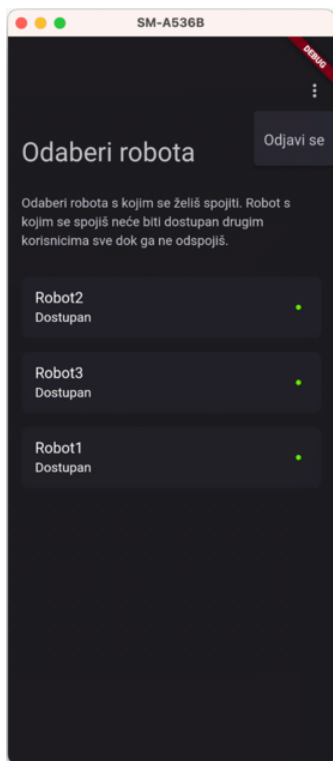 SM-A536B
DEBUG
Odjavi se
Odaberi robota
Odaberi robota s kojim se želiš spojiti. Robot s
kojim se spojiš neće biti dostupan drugim
korisnicima sve dok ga ne odspojiš.
Robot2
Dostupan
Robot3
Dostupan
Robot1
Dostupan